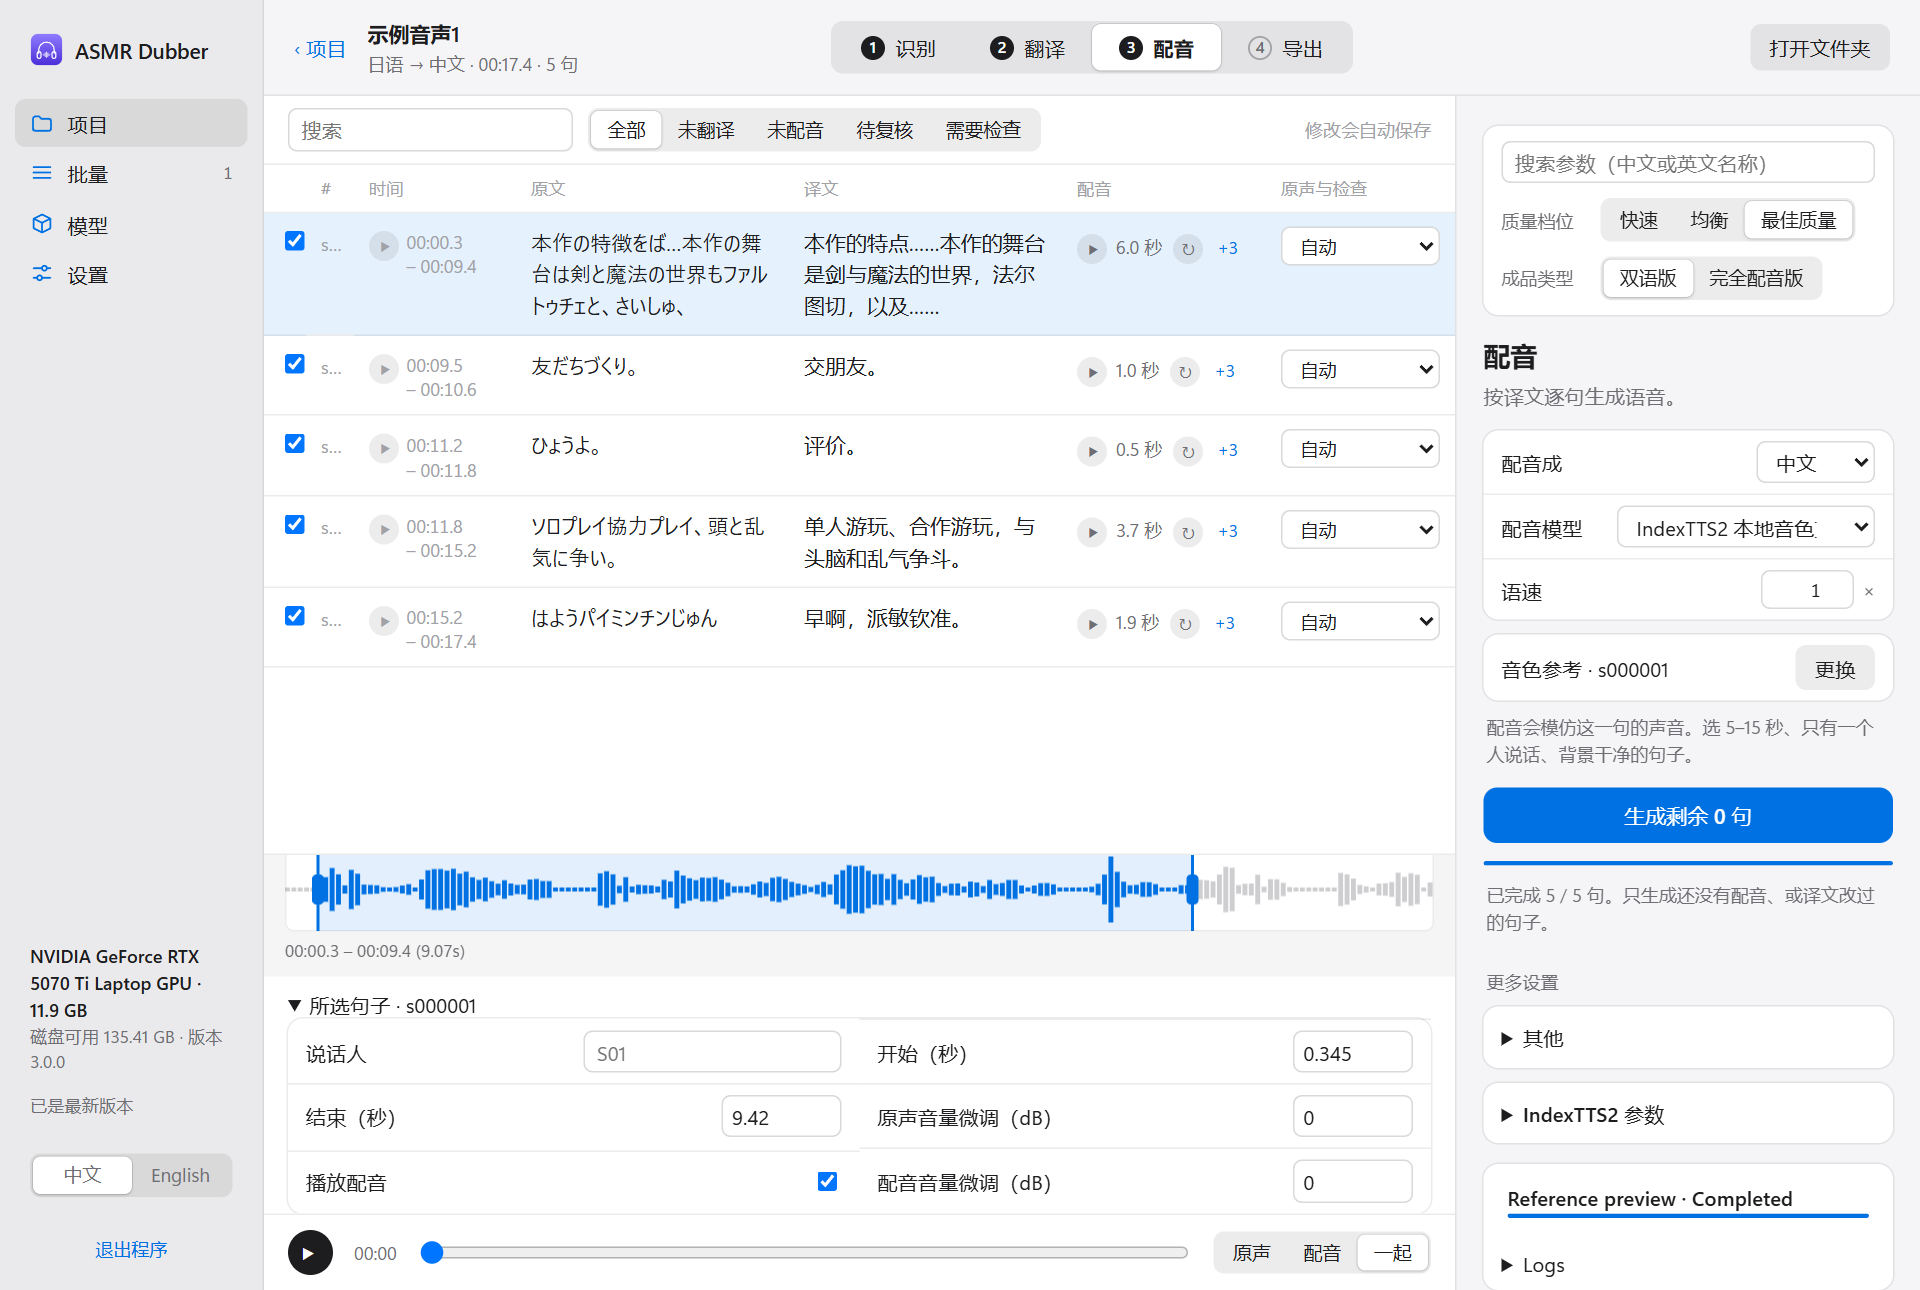 ASMR Dubber
项目
批量 1
模型
设置
NVIDIA GeForce RTX
5070 Ti Laptop GPU ·
11.9 GB
磁盘可用 135.41 GB · 版本
3.0.0
已是最新版本
中文 English
退出程序
‹ 项目
示例音声1
日语 → 中文 · 00:17.4 · 5 句
1 识别 2 翻译 3 配音 4 导出
打开文件夹
搜索
全部 未翻译 未配音 待复核 需要检查
修改会自动保存
# 时间 原文 译文 配音 原声与检查
s... 00:00.3
– 00:09.4
本作の特徴をば...本作の舞
台は剣と魔法の世界もファル
トゥチェと、さいしゅ、
本作的特点......本作的舞台
是剑与魔法的世界，法尔
图切，以及......
6.0 秒 ↻ +3 自动
s... 00:09.5
– 00:10.6
友だちづくり。
交朋友。
1.0 秒 ↻ +3 自动
s... 00:11.2
– 00:11.8
ひょうよ。
评价。
0.5 秒 ↻ +3 自动
s... 00:11.8
– 00:15.2
ソロプレイ協力プレイ、頭と乱
気に争い。
单人游玩、合作游玩，与
头脑和乱气争斗。
3.7 秒 ↻ +3 自动
s... 00:15.2
– 00:17.4
はようパイミンチンじゅん
早啊，派敏钦准。
1.9 秒 ↻ +3 自动
00:00.3 – 00:09.4 (9.07s)
▼ 所选句子 · s000001
说话人 S01 开始（秒） 0.345
结束（秒） 9.42 原声音量微调（dB） 0
播放配音 配音音量微调（dB） 0
00:00 原声 配音 一起
搜索参数（中文或英文名称）
质量档位 快速 均衡 最佳质量
成品类型 双语版 完全配音版
配音
按译文逐句生成语音。
配音成 中文
配音模型 IndexTTS2 本地音色
语速 1 ×
音色参考 · s000001 更换
配音会模仿这一句的声音。选 5–15 秒、只有一个
人说话、背景干净的句子。
生成剩余 0 句
已完成 5 / 5 句。只生成还没有配音、或译文改过
的句子。
更多设置
▶ 其他
▶ IndexTTS2 参数
Reference preview · Completed
▶ Logs